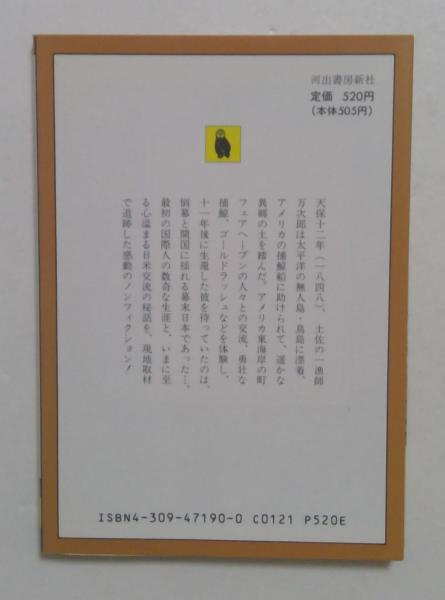 河出書房新社
定価 520円
(本体505円)
天保十二年(一八四八)、土佐の一漁師
万次郎は太平洋の無人島・鳥島に漂着、
アメリカの捕鯨船に助けられて、遥かな
異郷の土を踏んだ。アメリカ東海岸の町
フェアヘーブンの人々との交流、勇壮な
捕鯨、ゴールドラッシュなどを体験し、
十一年後に生還した彼を待っていたのは、
倒幕と開国に揺れる幕末日本であった…。
最初の国際人の数奇な生涯と、いまに至
る心温まる日米交流の秘話を、現地取材
で追跡した感動のノンフィクション!
ISBN4-309-47190-0 C0121 P520E